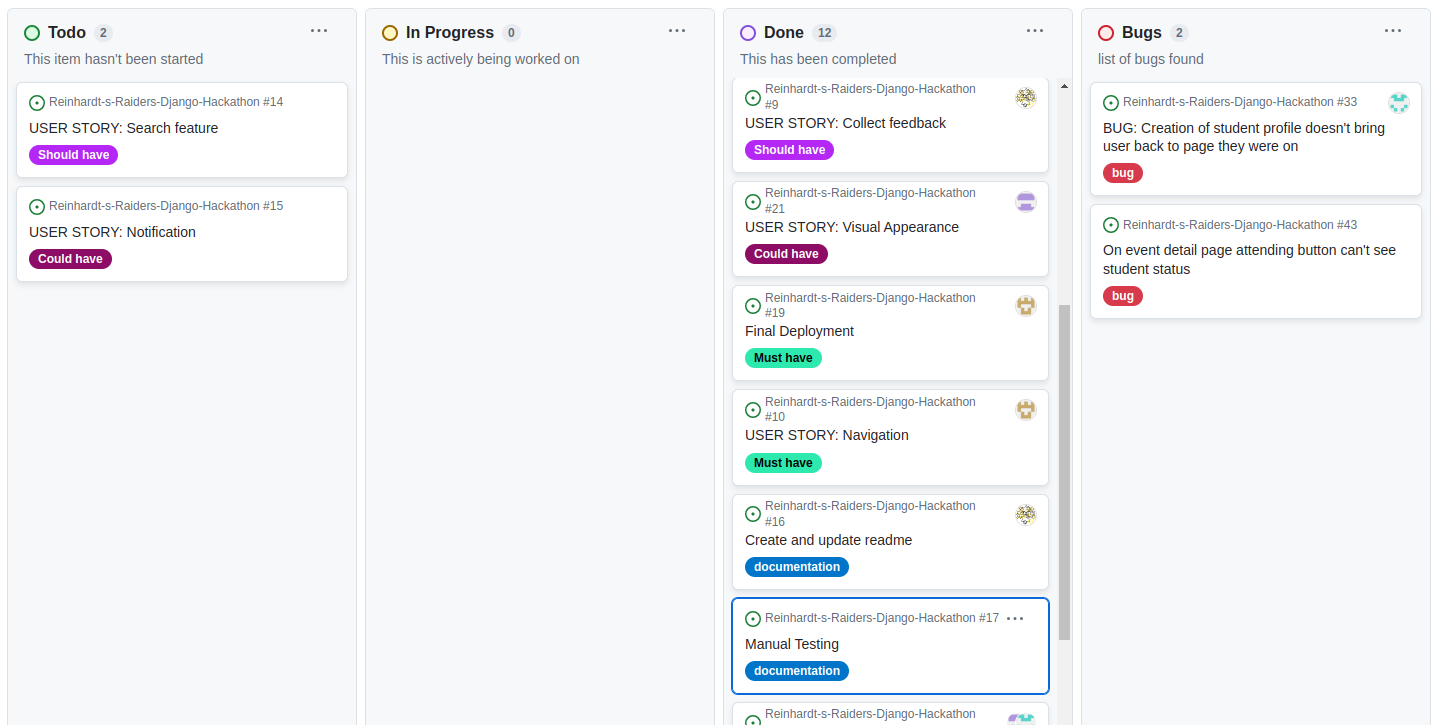 Todo 2
This item hasn't been started
Reinhardt-s-Raiders-Django-Hackathon #14
USER STORY: Search feature
Should have
Reinhardt-s-Raiders-Django-Hackathon #15
USER STORY: Notification
Could have
In Progress 0
This is actively being worked on
Done 12
This has been completed
Reinhardt-s-Raiders-Django-Hackathon
#9
USER STORY: Collect feedback
Should have
Reinhardt-s-Raiders-Django-Hackathon
#21
USER STORY: Visual Appearance
Could have
Reinhardt-s-Raiders-Django-Hackathon
#19
Final Deployment
Must have
Reinhardt-s-Raiders-Django-Hackathon
#10
USER STORY: Navigation
Must have
Reinhardt-s-Raiders-Django-Hackathon
#16
Create and update readme
documentation
Reinhardt-s-Raiders-Django-Hackathon #17
Manual Testing
documentation
Reinhardt-s-Raiders-Django-Hackathon
Bugs 2
list of bugs found
Reinhardt-s-Raiders-Django-Hackathon #33
BUG: Creation of student profile doesn't bring
user back to page they were on
bug
Reinhardt-s-Raiders-Django-Hackathon #43
On event detail page attending button can't see
student status
bug